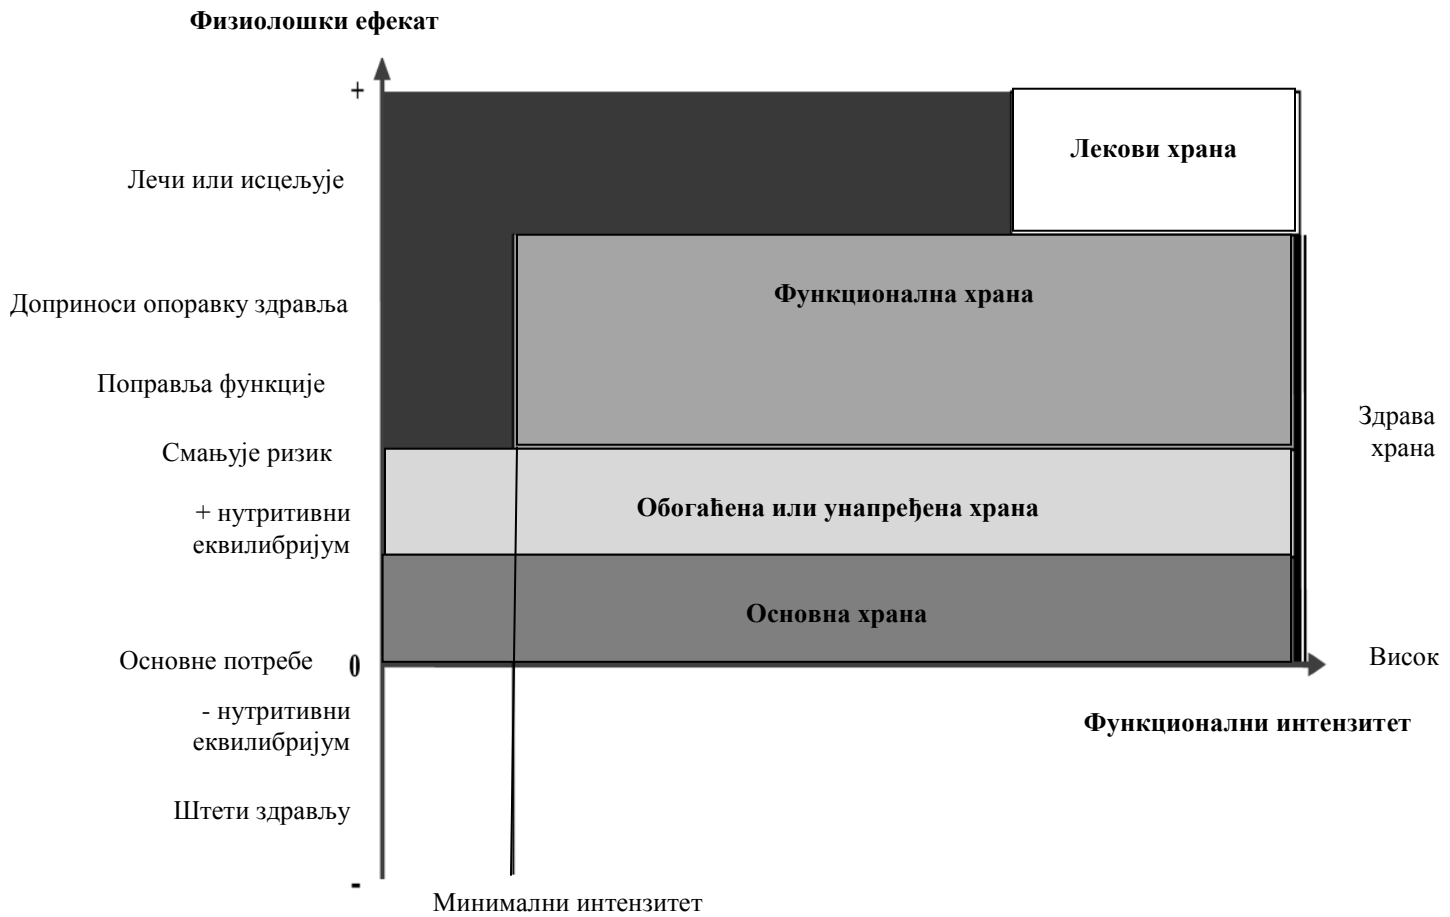 Физиолошки ефекат
+
Лекови храна
Лечи или исцељује
Функционална храна
Доприноси опоравку здравља
Поправља функције
Здрава
храна
Смањује ризик
Обогаћена или унапређена храна
+ нутритивни
еквилибријум
Основна храна
Основне потребе
0
Висок
- нутритивни
еквилибријум
Функционални интензитет
Штети здрављу
-
Минимални интензитет